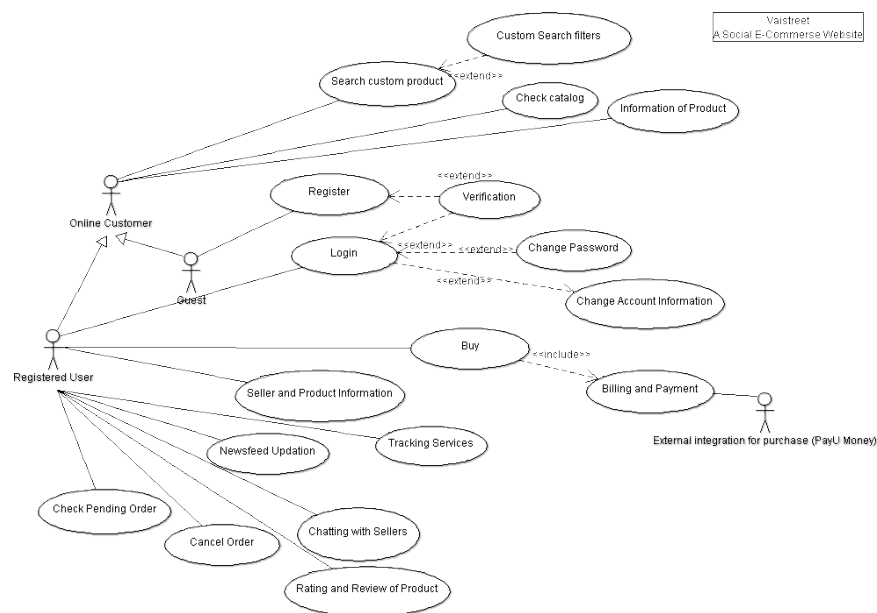 Vaistreet
A Social E-Commerse Website
Custom Search filters
<<extend>>
Search custom product
Check catalog
Information of Product
<<extend>>
Register
Verification
Online Customer
<<extend>>
<<extend>>
Change Password
Login
Guest
<<extend>>
Change Account Information
Buy
<<include>>
Registered User
Seller and Product Information
Billing and Payment
External integration for purchase (PayU Money)
Tracking Services
Newsfeed Updation
Check Pending Order
Chatting with Sellers
Cancel Order
Rating and Review of Product